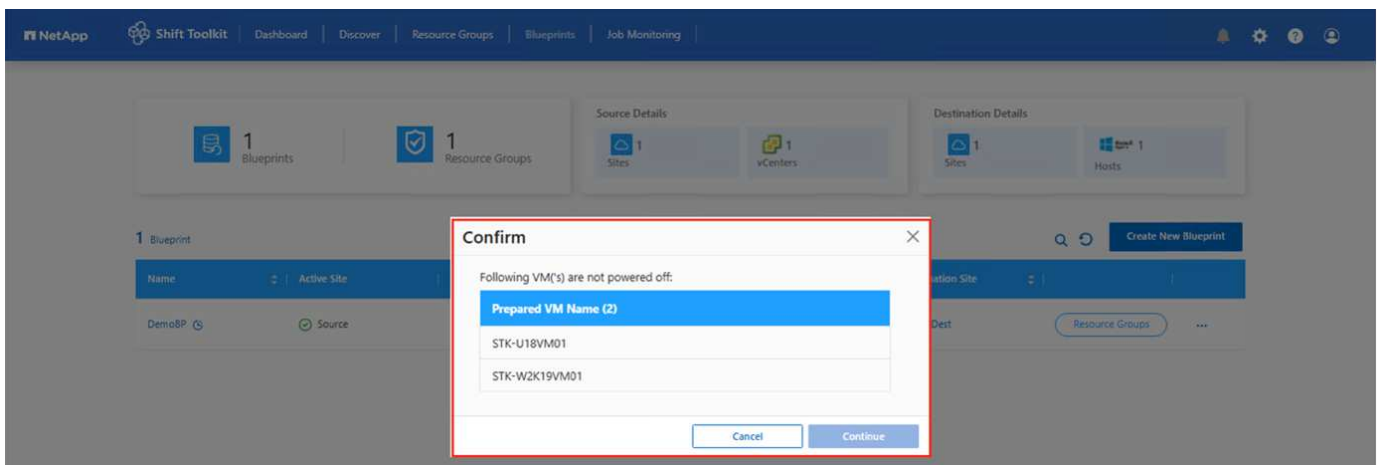 NetApp Shift Toolkit Dashboard Discover Resource Groups Blueprints Job Monitoring
Source Details Destination Details
1 Blueprints
1 Resource Groups
1 Sites
1 vCenters
1 Sites
1 Hosts
1 Blueprint
Create New Blueprint
Name Active Site ation Site
DemoBP Source Dest Resource Groups ...
Confirm
Following VM('s) are not powered off:
Prepared VM Name (2)
STK-U18VM01
STK-W2K19VM01
Cancel Continue